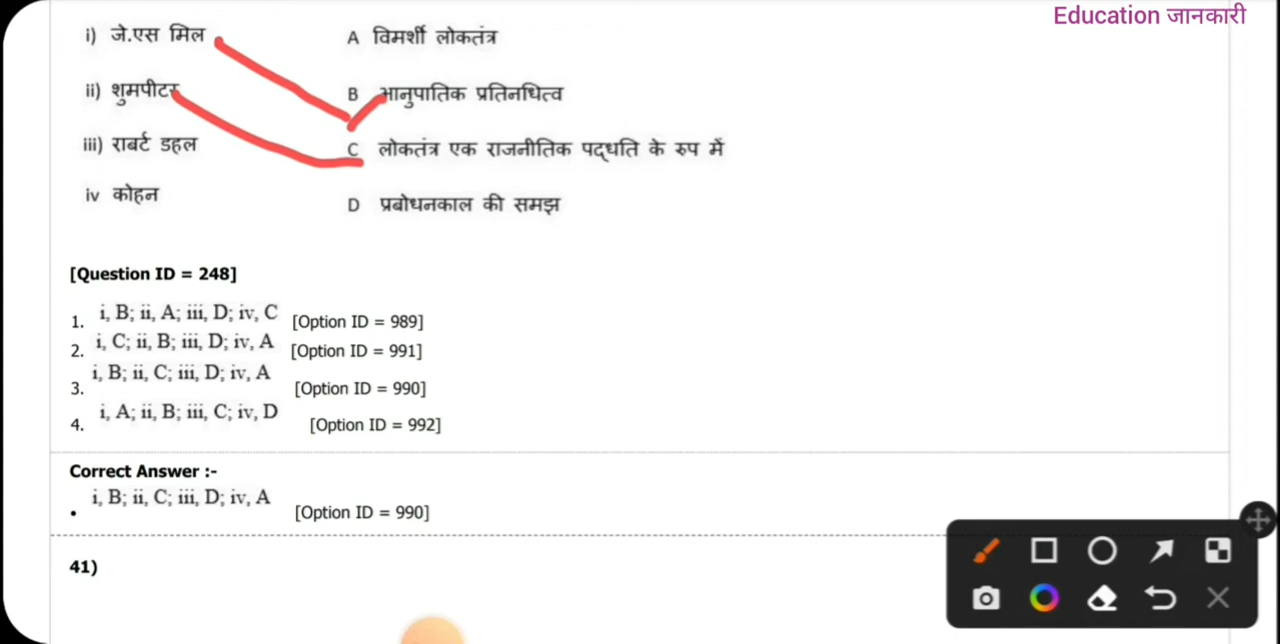 Education जानकारी
i) जे.एस मिल A विमर्शी लोकतंत्र
ii) शुमपीटर B आनुपातिक प्रतिनधित्व
iii) राबर्ट डहल C लोकतंत्र एक राजनीतिक पद्धति के रुप में
iv कोहन D प्रबोधनकाल की समझ
[Question ID = 248]
1. i, B; ii, A; iii, D; iv, C [Option ID = 989]
2. i, C; ii, B; iii, D; iv, A [Option ID = 991]
3. i, B; ii, C; iii, D; iv, A [Option ID = 990]
4. i, A; ii, B; iii, C; iv, D [Option ID = 992]
Correct Answer :-
• i, B; ii, C; iii, D; iv, A [Option ID = 990]
41)